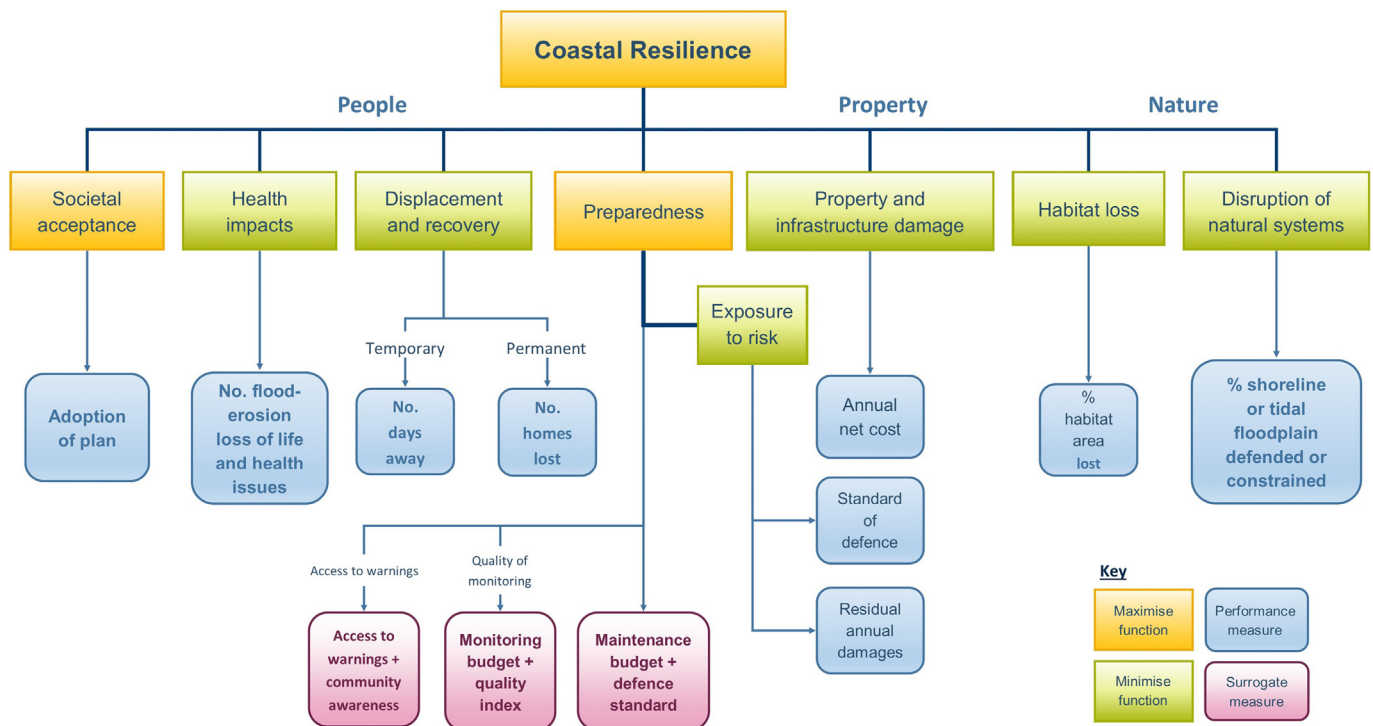 Coastal Resilience
People
Property
Nature
Societal
acceptance
Health
impacts
Displacement
and recovery
Preparedness
Property and
infrastructure damage
Habitat loss
Disruption of
natural systems
Exposure
to risk
Temporary
Permanent
Adoption
of plan
No. flood-
erosion
loss of life
and health
issues
No.
days
away
No.
homes
lost
Annual
net cost
%
habitat
area
lost
% shoreline
or tidal
floodplain
defended or
constrained
Standard
of
defence
Residual
annual
damages
Access to warnings
Quality of
monitoring
Access to
warnings +
community
awareness
Monitoring
budget +
quality
index
Maintenance
budget +
defence
standard
Key
Maximise
function
Performance
measure
Minimise
function
Surrogate
measure